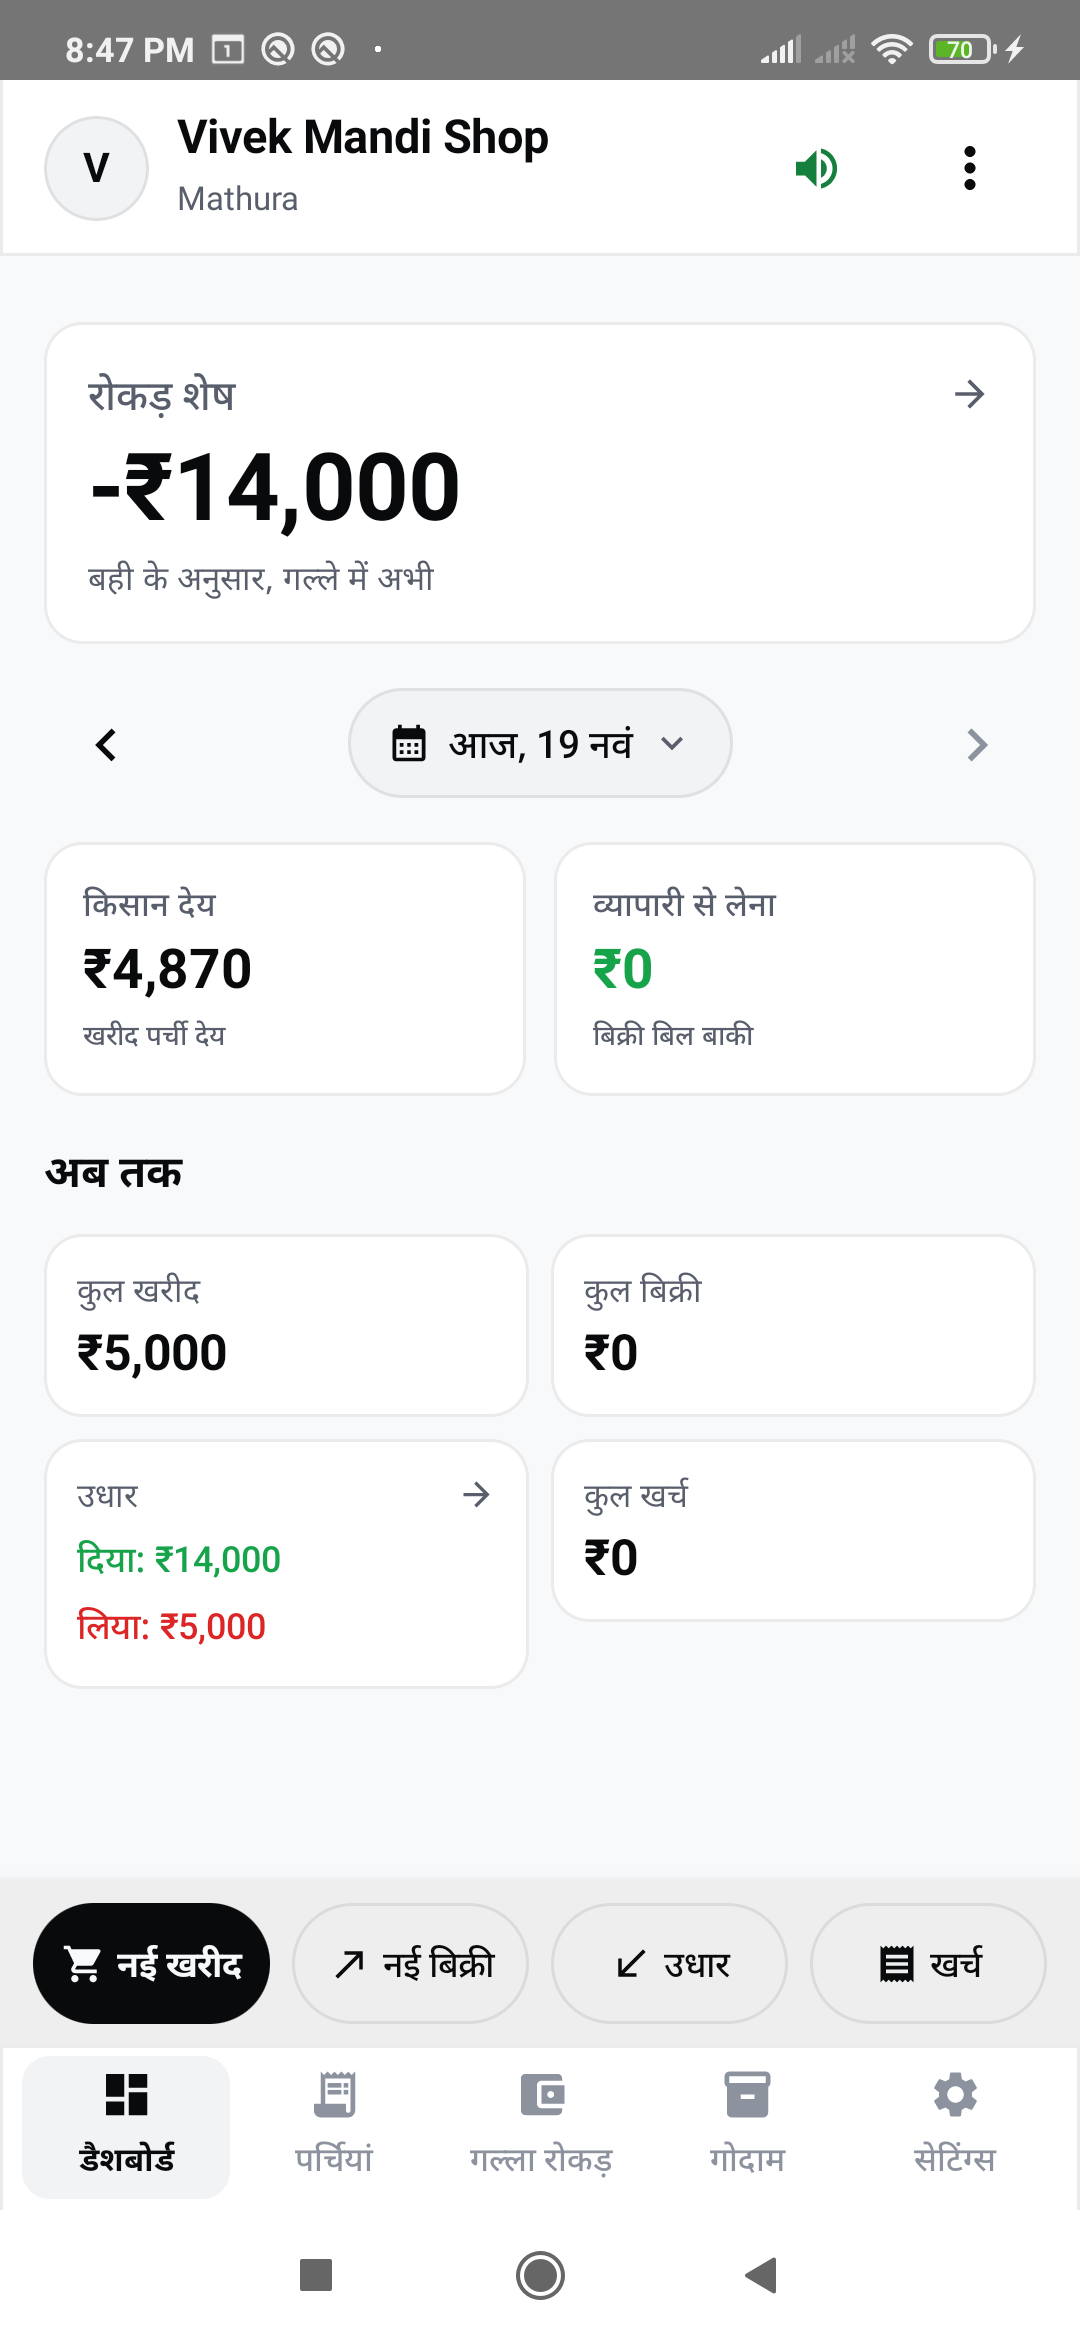 8:47 PM
70
V
Vivek Mandi Shop
Mathura
रोकड़ शेष
-₹14,000
बही के अनुसार, गल्ले में अभी
आज, 19 नवं
किसान देय
₹4,870
खरीद पर्ची देय
व्यापारी से लेना
₹0
बिक्री बिल बाकी
अब तक
कुल खरीद
₹5,000
कुल बिक्री
₹0
उधार
दिया: ₹14,000
लिया: ₹5,000
कुल खर्च
₹0
नई खरीद
नई बिक्री
उधार
खर्च
डैशबोर्ड
पर्चियां
गल्ला रोकड़
गोदाम
सेटिंग्स